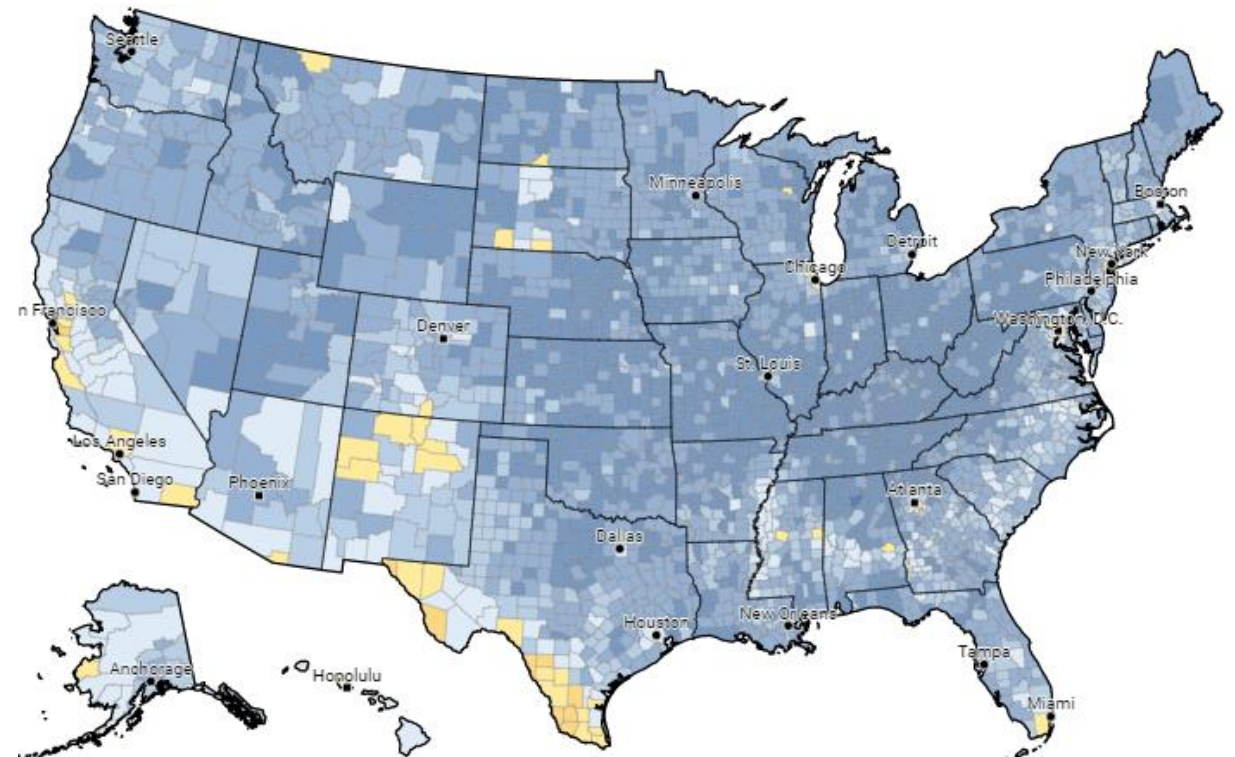 Seattle
Minneapolis
Boston
Detroit
New York
Chicago
Philadelphia
n Francisco
Washington, D.C.
Denver
St. Louis
Los Angeles
San Diego
Phoenix
Atlanta
Dallas
Houston
New Orleans
Tampa
Anchorage
Honolulu
Miami